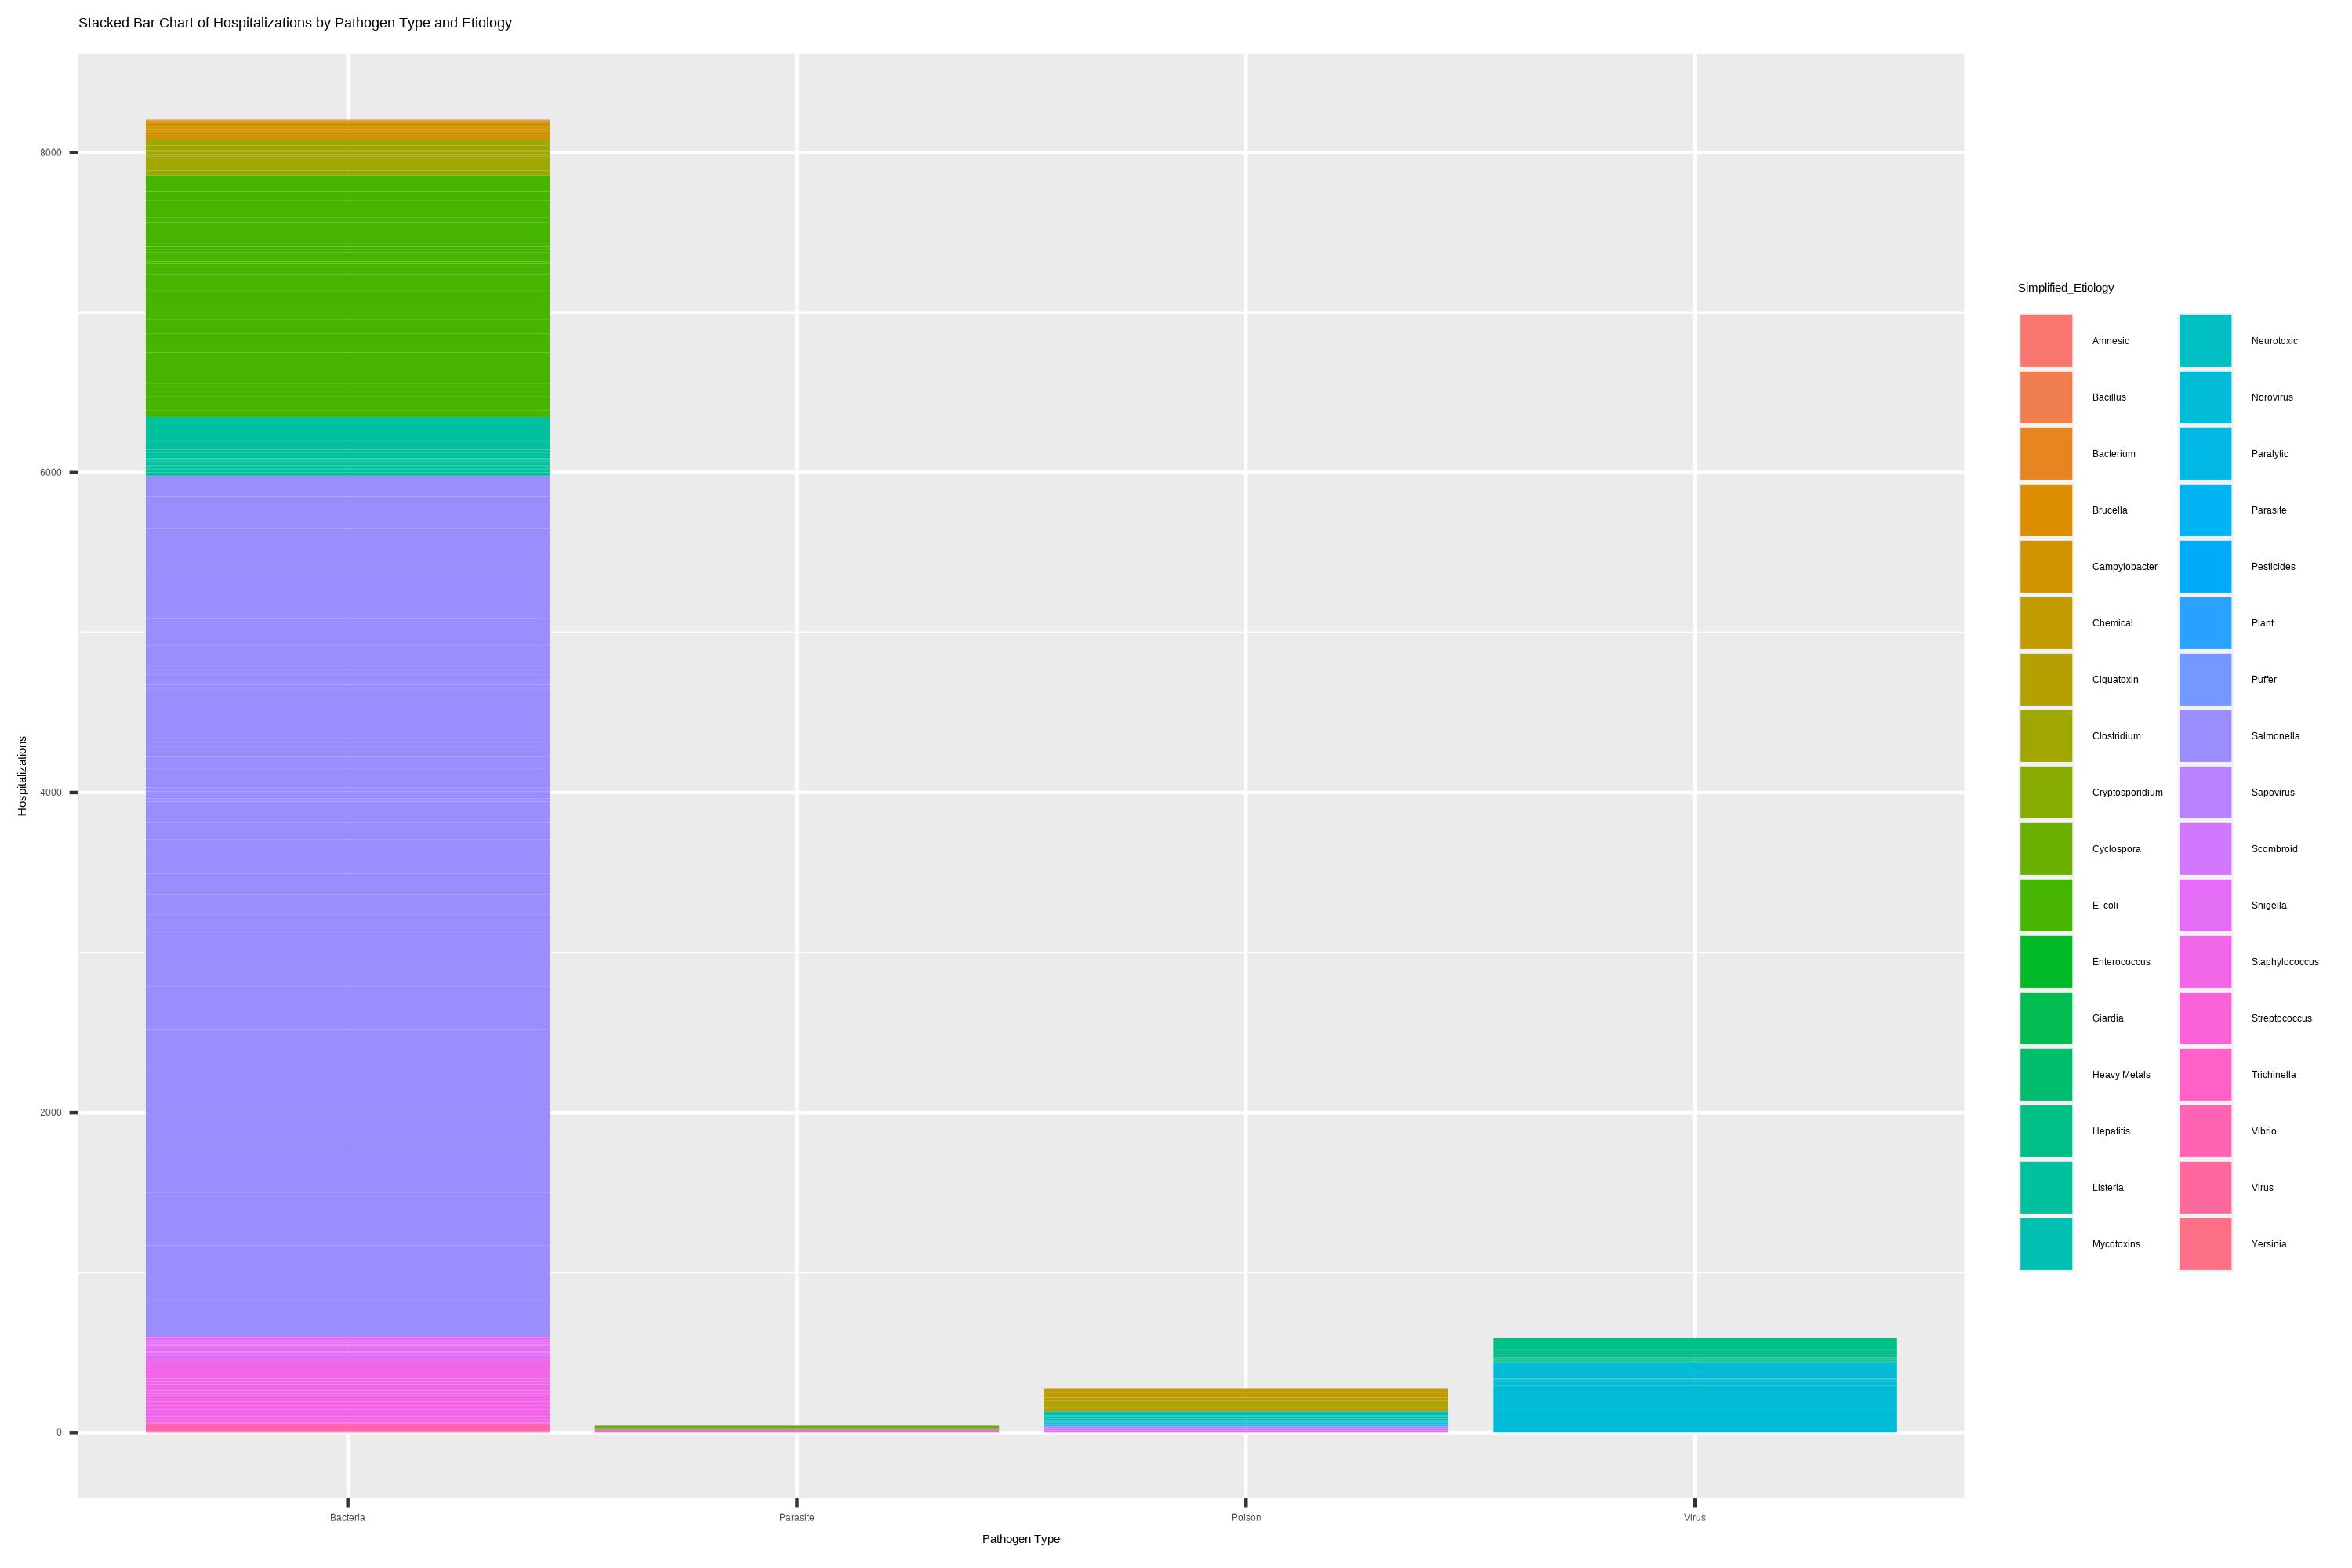 Stacked Bar Chart of Hospitalizations by Pathogen Type and Etiology
Hospitalizations
8000
6000
4000
2000
0
Bacteria
Parasite
Poison
Virus
Pathogen Type
Simplified_Etiology
Amnesic
Bacillus
Bacterium
Brucella
Campylobacter
Chemical
Ciguatoxin
Clostridium
Cryptosporidium
Cyclospora
E. coli
Enterococcus
Giardia
Heavy Metals
Hepatitis
Listeria
Mycotoxins
Neurotoxic
Norovirus
Paralytic
Parasite
Pesticides
Plant
Puffer
Salmonella
Sapovirus
Scombroid
Shigella
Staphylococcus
Streptococcus
Trichinella
Vibrio
Virus
Yersinia